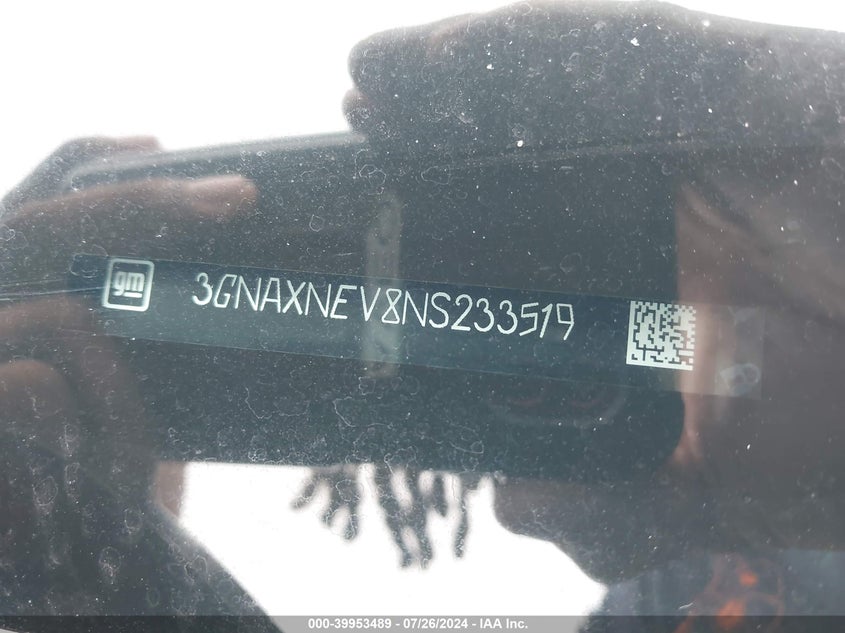 gm 3GNAXNEV8NS233519
000-39953489 - 07/26/2024 - IAA Inc.